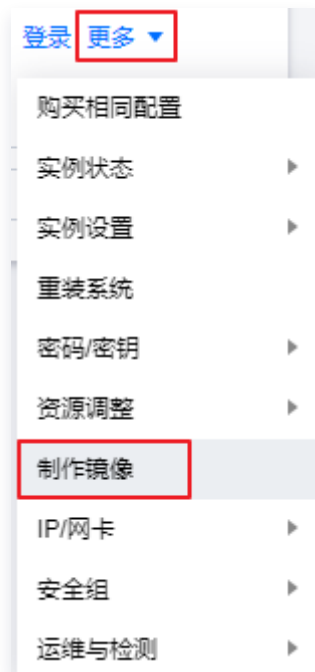 登录 更多
购买相同配置
实例状态
实例设置
重装系统
密码/密钥
资源调整
制作镜像
IP/网卡
安全组
运维与检测